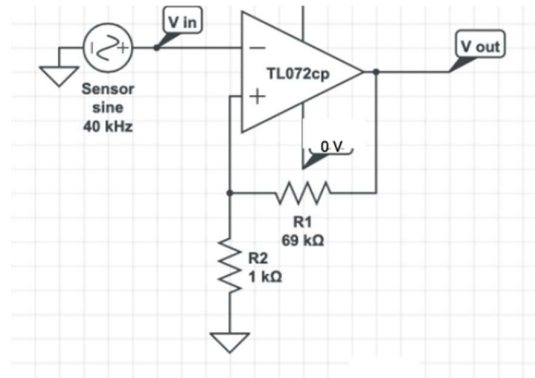 V in
V out
TL072cp
Sensor
sine
40 kHz
0 V
R1
69 kΩ
R2
1 kΩ